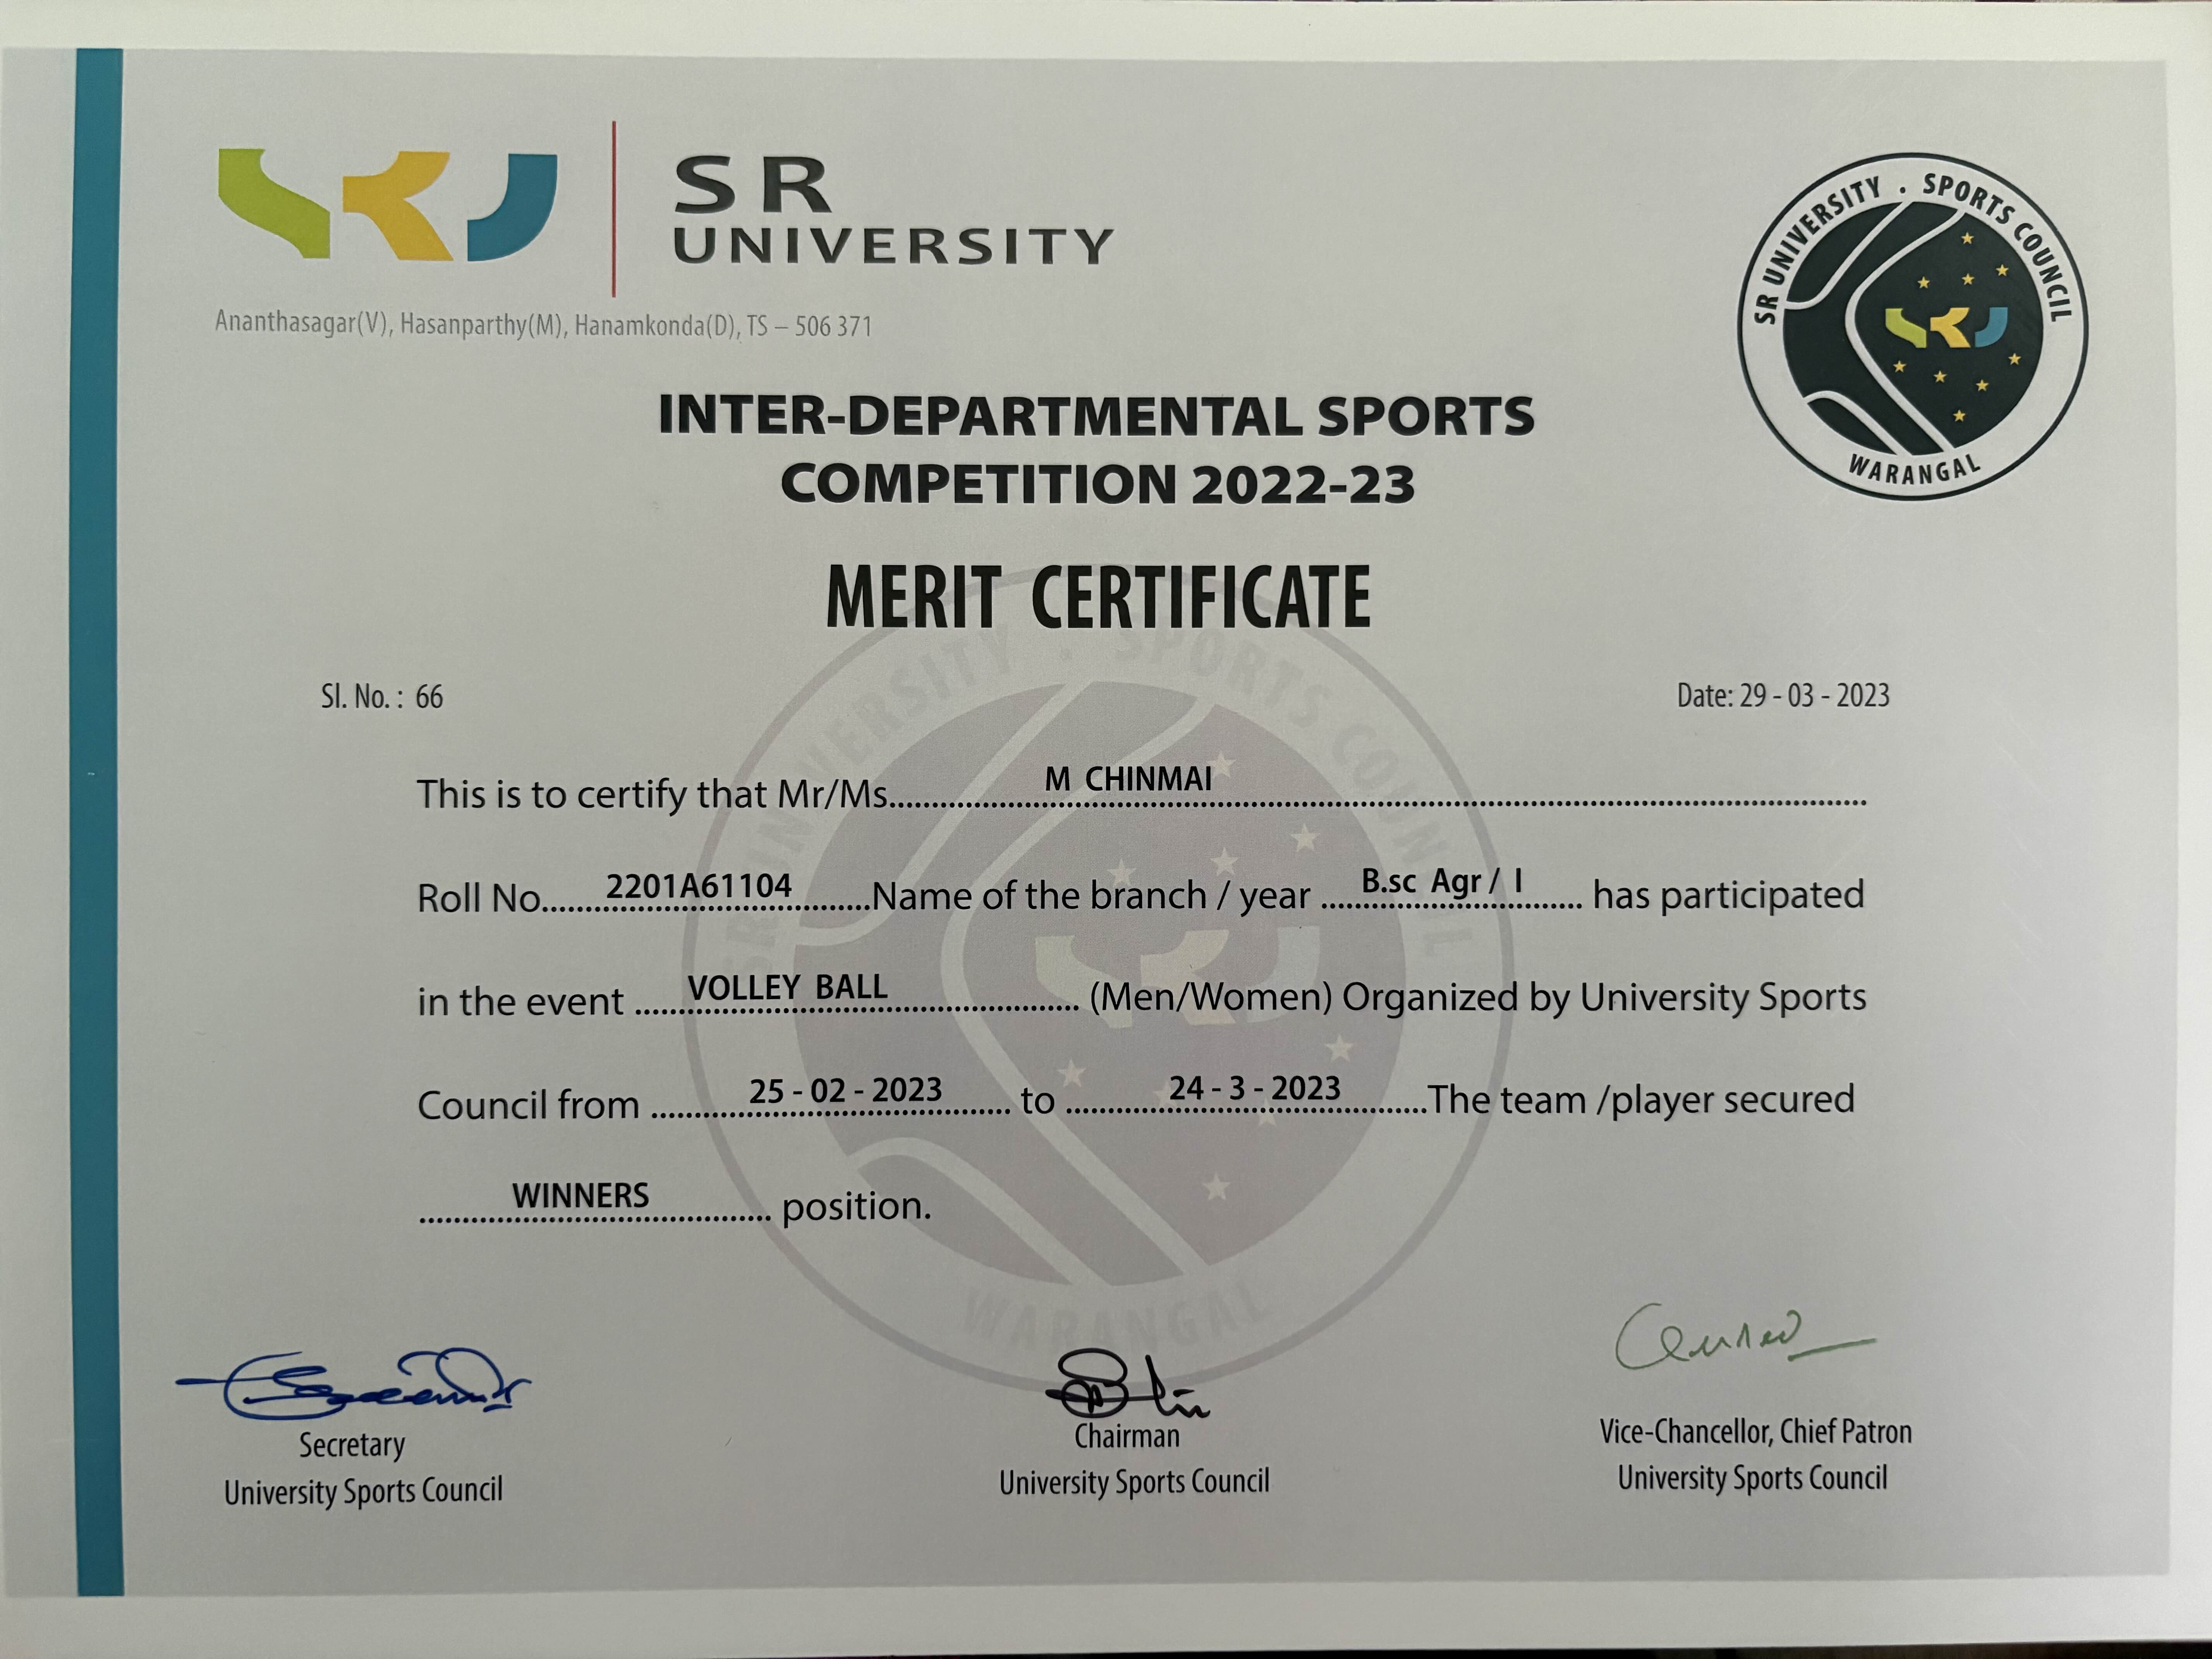 SR
UNIVERSITY
Ananthasagar(V), Hasanparthy(M), Hanamkonda(D), TS – 506 371
SR UNIVERSITY . SPORTS COUNCIL
WARANGAL
INTER-DEPARTMENTAL SPORTS
COMPETITION 2022-23
MERIT CERTIFICATE
Sl. No. : 66
Date: 29 - 03 - 2023
This is to certify that Mr/Ms. M CHINMAI
Roll No. 2201A61104 Name of the branch / year B.sc Agr / I has participated
in the event VOLLEY BALL (Men/Women) Organized by University Sports
Council from 25 - 02 - 2023 to 24 - 3 - 2023 The team /player secured
WINNERS position.
Secretary
University Sports Council
Chairman
University Sports Council
Vice-Chancellor, Chief Patron
University Sports Council